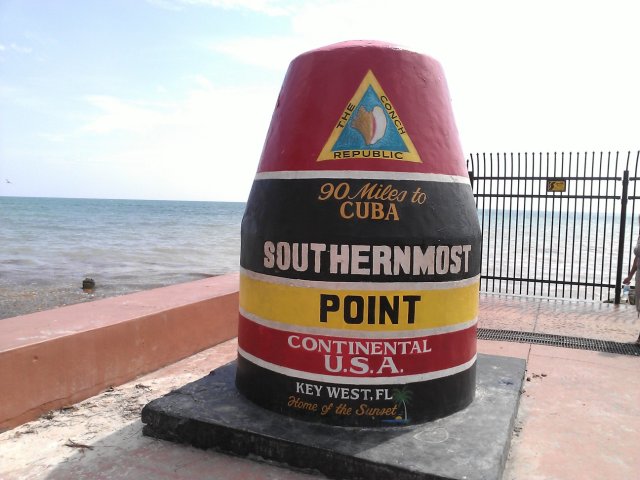 THE CONCH
REPUBLIC
90 Miles to
CUBA
SOUTHERNMOST
POINT
CONTINENTAL
U.S.A.
KEY WEST, FL
Home of the Sunset